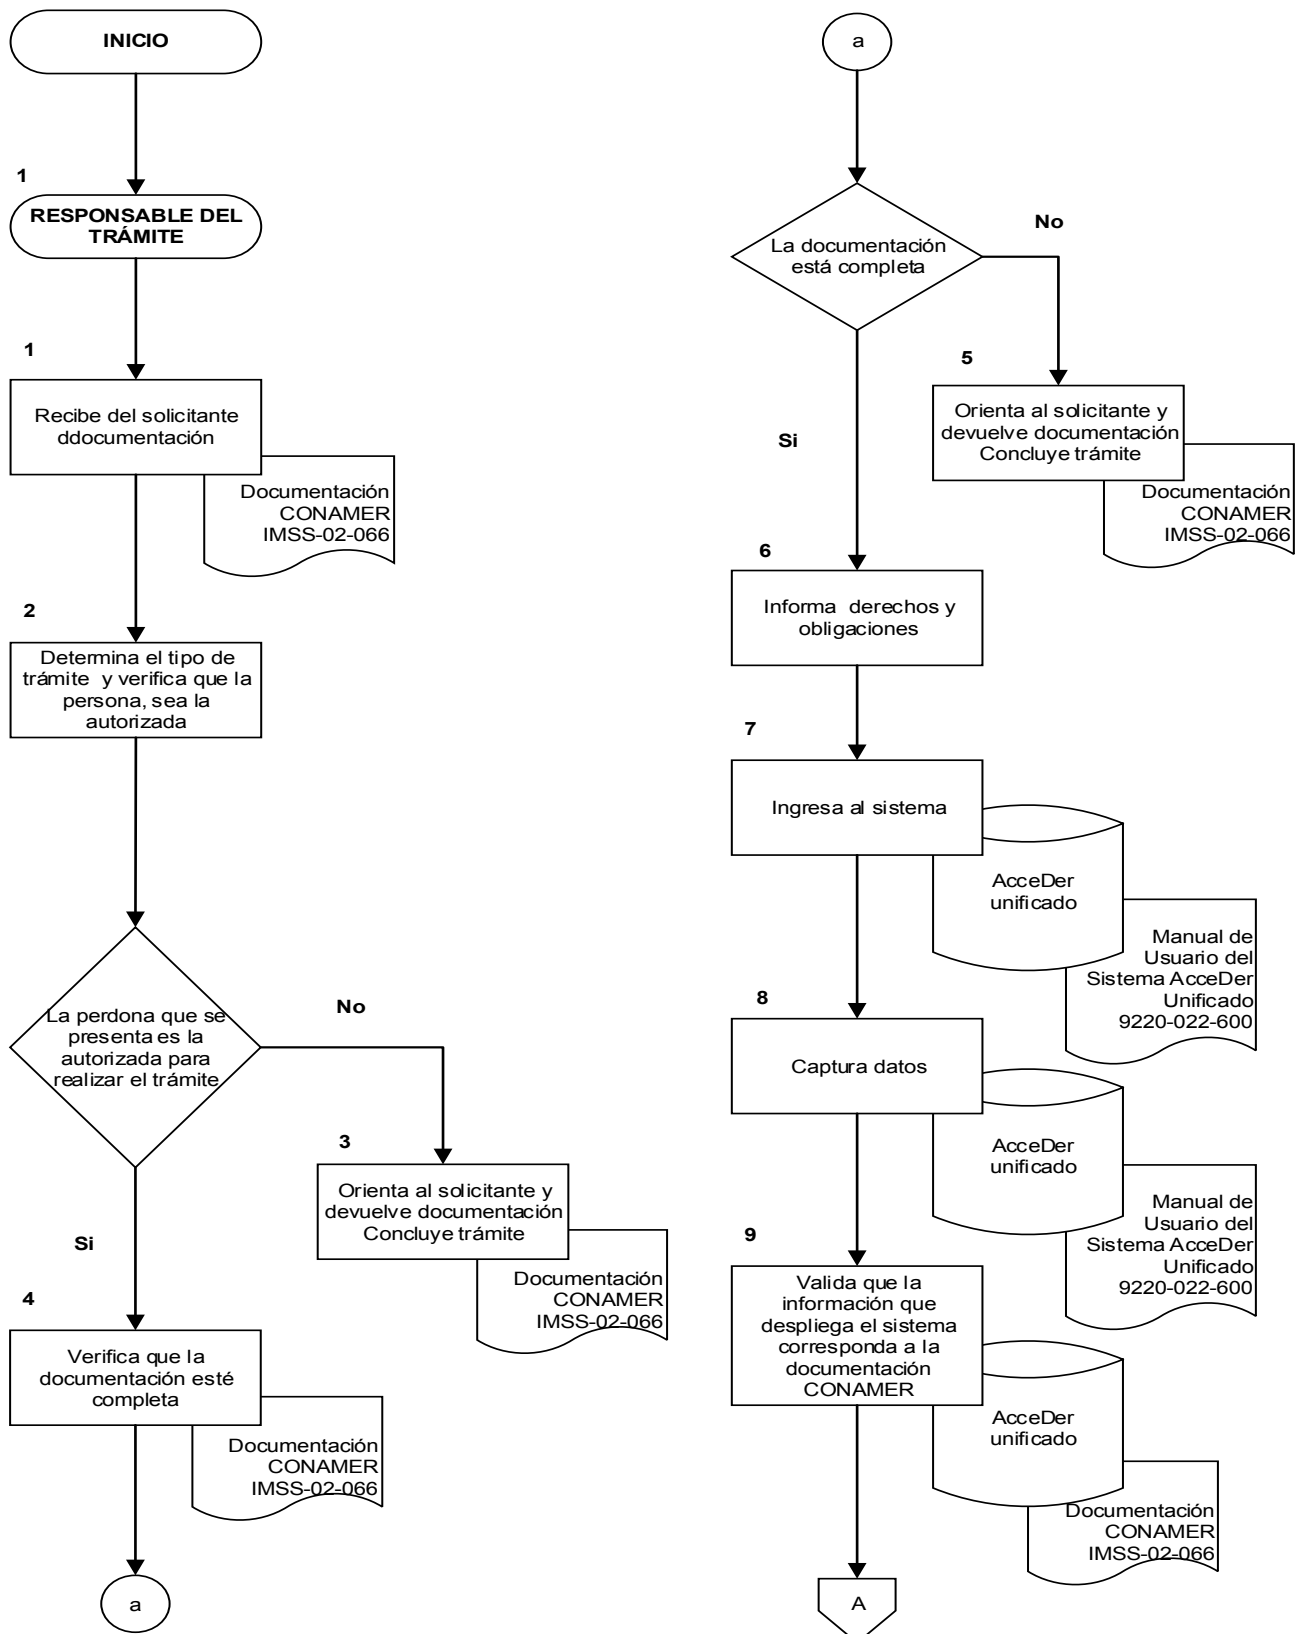 INICIO
1
RESPONSABLE DEL
TRÁMITE
1
Recibe del solicitante
ddocumentación
Documentación
CONAMER
IMSS-02-066
2
Determina el tipo de
trámite y verifica que la
persona, sea la
autorizada
La perdona que se
presenta es la
autorizada para
realizar el trámite
No
3
Orienta al solicitante y
devuelve documentación
Concluye trámite
Documentación
CONAMER
IMSS-02-066
Si
4
Verifica que la
documentación esté
completa
Documentación
CONAMER
IMSS-02-066
a
a
La documentación
está completa
No
5
Orienta al solicitante y
devuelve documentación
Concluye trámite
Documentación
CONAMER
IMSS-02-066
Si
6
Informa derechos y
obligaciones
7
Ingresa al sistema
AcceDer
unificado
Manual de
Usuario del
Sistema AcceDer
Unificado
9220-022-600
8
Captura datos
AcceDer
unificado
Manual de
Usuario del
Sistema AcceDer
Unificado
9220-022-600
9
Valida que la
información que
despliega el sistema
corresponda a la
documentación
CONAMER
AcceDer
unificado
Documentación
CONAMER
IMSS-02-066
A